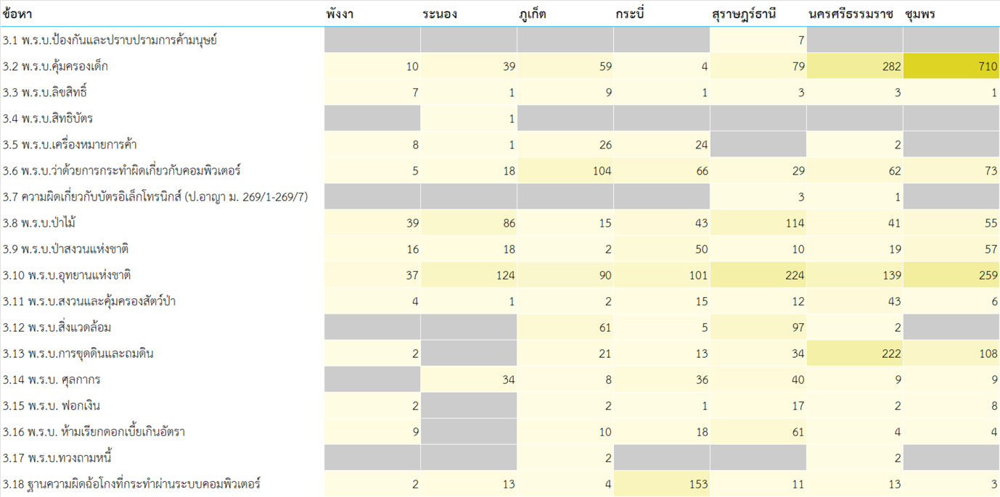 ข้อหา พังงา ระนอง ภูเก็ต กระบี่ สุราษฎร์ธานี นครศรีธรรมราช ชุมพร
3.1 พ.ร.บ.ป้องกันและปราบปรามการค้ามนุษย์ 7
3.2 พ.ร.บ.คุ้มครองเด็ก 10 39 59 4 79 282 710
3.3 พ.ร.บ.ลิขสิทธิ์ 7 1 9 1 3 3 1
3.4 พ.ร.บ.สิทธิบัตร 1
3.5 พ.ร.บ.เครื่องหมายการค้า 8 1 26 24 2
3.6 พ.ร.บ.ว่าด้วยการกระทำผิดเกี่ยวกับคอมพิวเตอร์ 5 18 104 66 29 62 73
3.7 ความผิดเกี่ยวกับบัตรอิเล็กโทรนิกส์ (ป.อาญา ม. 269/1-269/7) 3 1
3.8 พ.ร.บ.ป่าไม้ 39 86 15 43 114 41 55
3.9 พ.ร.บ.ป่าสงวนแห่งชาติ 16 18 2 50 10 19 57
3.10 พ.ร.บ.อุทยานแห่งชาติ 37 124 90 101 224 139 259
3.11 พ.ร.บ.สงวนและคุ้มครองสัตว์ป่า 4 1 2 15 12 43 6
3.12 พ.ร.บ.สิ่งแวดล้อม 61 5 97 2
3.13 พ.ร.บ.การขุดดินและถมดิน 2 21 13 34 222 108
3.14 พ.ร.บ. ศุลกากร 34 8 36 40 9 9
3.15 พ.ร.บ. ฟอกเงิน 2 2 1 17 2 8
3.16 พ.ร.บ. ห้ามเรียกดอกเบี้ยเกินอัตรา 9 10 18 61 4 4
3.17 พ.ร.บ.ทวงถามหนี้ 2 2
3.18 ฐานความผิดฉ้อโกงที่กระทำผ่านระบบคอมพิวเตอร์ 2 13 4 153 11 13 3